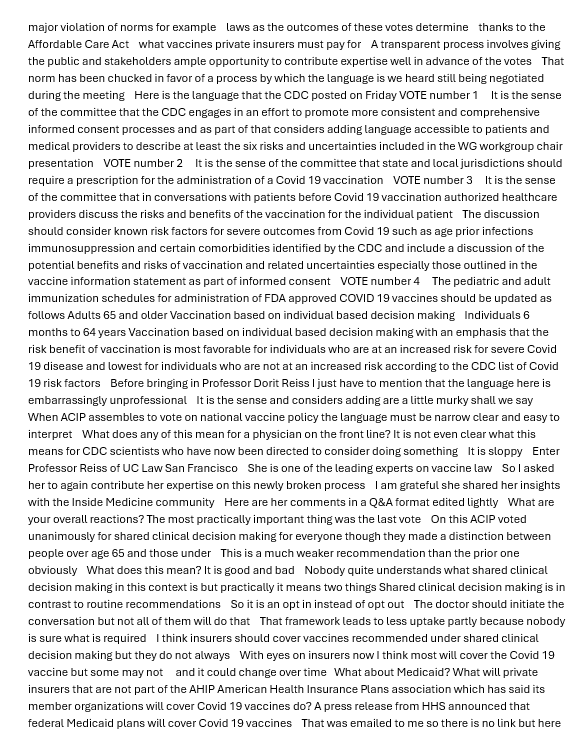 major violation of norms for example    laws as the outcomes of these votes determine    thanks to the
Affordable Care Act    what vaccines private insurers must pay for    A transparent process involves giving
the public and stakeholders ample opportunity to contribute expertise well in advance of the votes    That
norm has been chucked in favor of a process by which the language is we heard still being negotiated
during the meeting    Here is the language that the CDC posted on Friday VOTE number 1     It is the sense
of the committee that the CDC engages in an effort to promote more consistent and comprehensive
informed consent processes and as part of that considers adding language accessible to patients and
medical providers to describe at least the six risks and uncertainties included in the WG workgroup chair
presentation    VOTE number 2     It is the sense of the committee that state and local jurisdictions should
require a prescription for the administration of a Covid 19 vaccination    VOTE number 3     It is the sense
of the committee that in conversations with patients before Covid 19 vaccination authorized healthcare
providers discuss the risks and benefits of the vaccination for the individual patient    The discussion
should consider known risk factors for severe outcomes from Covid 19 such as age prior infections
immunosuppression and certain comorbidities identified by the CDC and include a discussion of the
potential benefits and risks of vaccination and related uncertainties especially those outlined in the
vaccine information statement as part of informed consent    VOTE number 4     The pediatric and adult
immunization schedules for administration of FDA approved COVID 19 vaccines should be updated as
follows Adults 65 and older Vaccination based on individual based decision making    Individuals 6
months to 64 years Vaccination based on individual based decision making with an emphasis that the
risk benefit of vaccination is most favorable for individuals who are at an increased risk for severe Covid
19 disease and lowest for individuals who are not at an increased risk according to the CDC list of Covid
19 risk factors    Before bringing in Professor Dorit Reiss I just have to mention that the language here is
embarrassingly unprofessional    It is the sense and considers adding are a little murky shall we say
When ACIP assembles to vote on national vaccine policy the language must be narrow clear and easy to
interpret    What does any of this mean for a physician on the front line? It is not even clear what this
means for CDC scientists who have now been directed to consider doing something    It is sloppy    Enter
Professor Reiss of UC Law San Francisco    She is one of the leading experts on vaccine law    So I asked
her to again contribute her expertise on this newly broken process    I am grateful she shared her insights
with the Inside Medicine community    Here are her comments in a Q&A format edited lightly    What are
your overall reactions? The most practically important thing was the last vote    On this ACIP voted
unanimously for shared clinical decision making for everyone though they made a distinction between
people over age 65 and those under    This is a much weaker recommendation than the prior one
obviously    What does this mean? It is good and bad    Nobody quite understands what shared clinical
decision making in this context is but practically it means two things Shared clinical decision making is in
contrast to routine recommendations    So it is an opt in instead of opt out    The doctor should initiate the
conversation but not all of them will do that    That framework leads to less uptake partly because nobody
is sure what is required    I think insurers should cover vaccines recommended under shared clinical
decision making but they do not always    With eyes on insurers now I think most will cover the Covid 19
vaccine but some may not    and it could change over time    What about Medicaid? What will private
insurers that are not part of the AHIP American Health Insurance Plans association which has said its
member organizations will cover Covid 19 vaccines do? A press release from HHS announced that
federal Medicaid plans will cover Covid 19 vaccines    That was emailed to me so there is no link but here